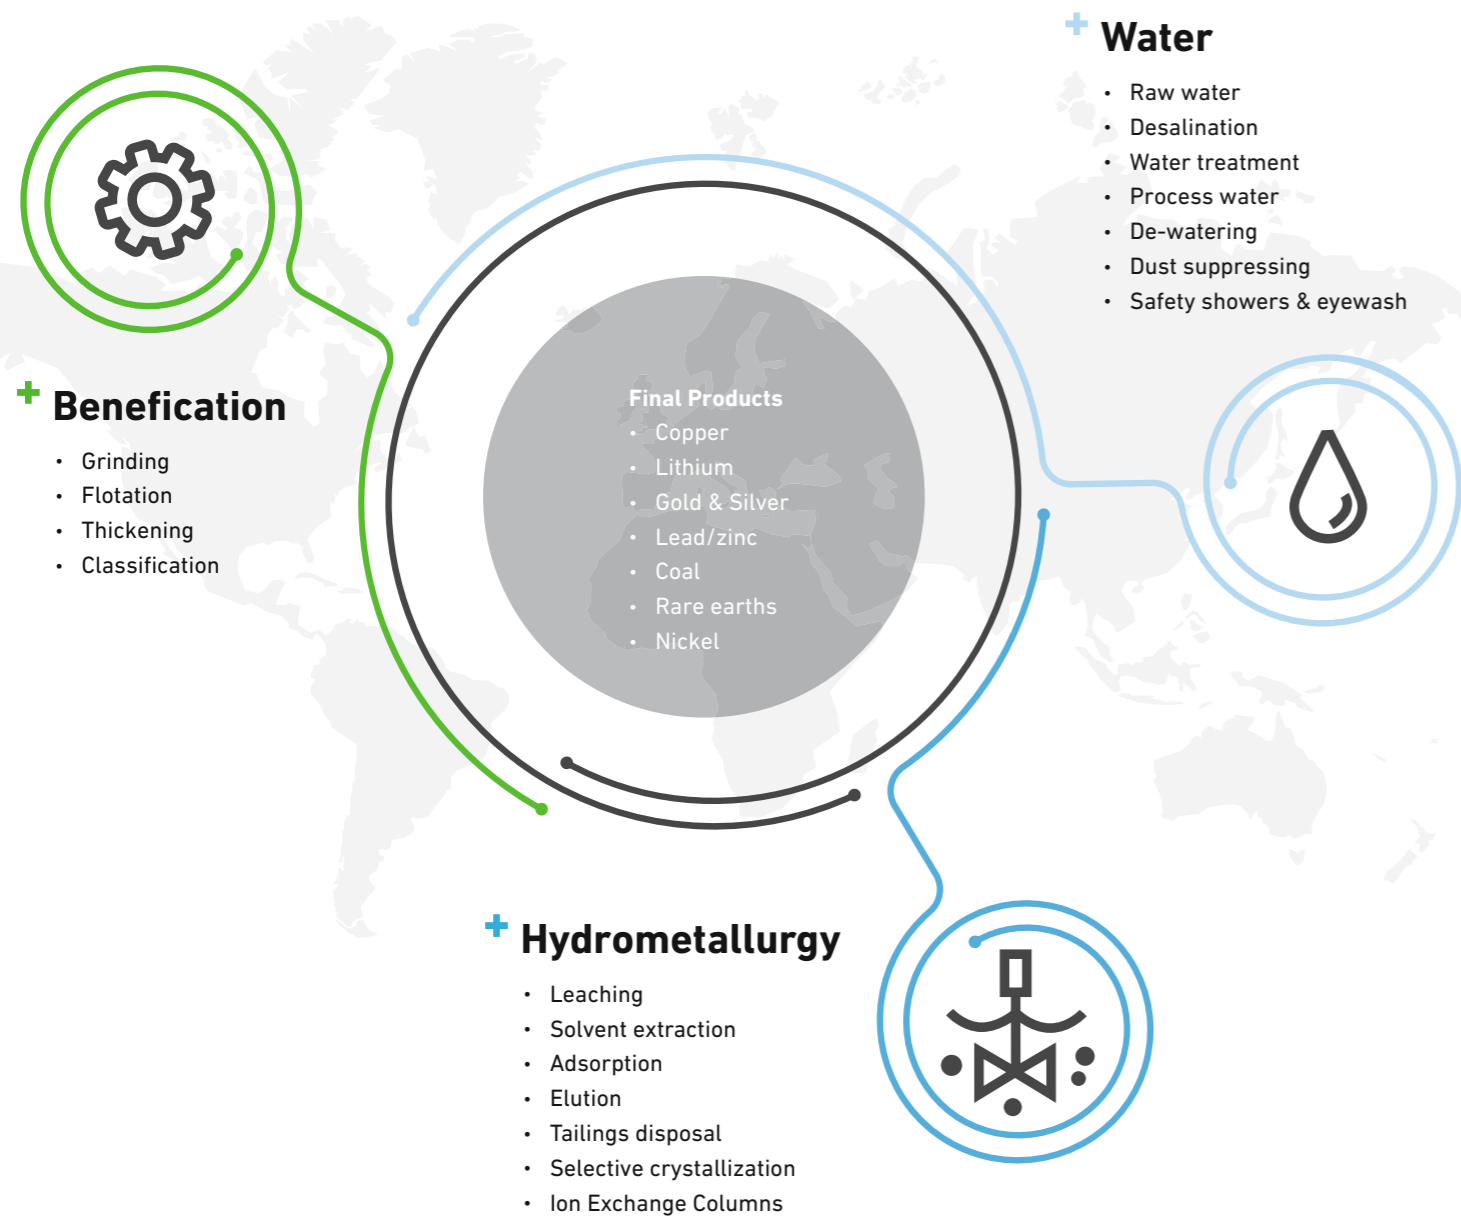 + Water
• Raw water
• Desalination
• Water treatment
• Process water
• De-watering
• Dust suppressing
• Safety showers & eyewash
+ Benefication
• Grinding
• Flotation
• Thickening
• Classification
Final Products
• Copper
• Lithium
• Gold & Silver
• Lead/zinc
• Coal
• Rare earths
• Nickel
+ Hydrometallurgy
• Leaching
• Solvent extraction
• Adsorption
• Elution
• Tailings disposal
• Selective crystallization
• Ion Exchange Columns